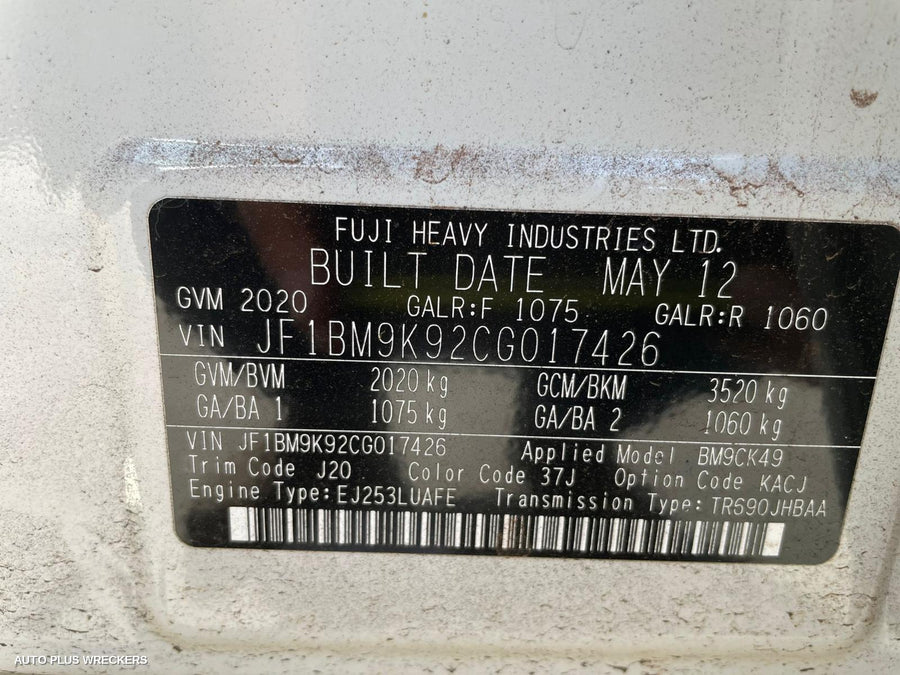 FUJI HEAVY INDUSTRIES LTD.
BUILT DATE MAY 12
GVM 2020 GALR:F 1075 GALR:R 1060
VIN JF1BM9K92CG017426
GVM/BVM 2020 kg GCM/BKM 3520 kg
GA/BA 1 1075 kg GA/BA 2 1060 kg
VIN JF1BM9K92CG017426 Applied Model BM9CK49
Trim Code J20 Color Code 37J Option Code KACJ
Engine Type:EJ253LUAFE Transmission Type:TR690JHBAA
AUTO PLUS WRECKERS